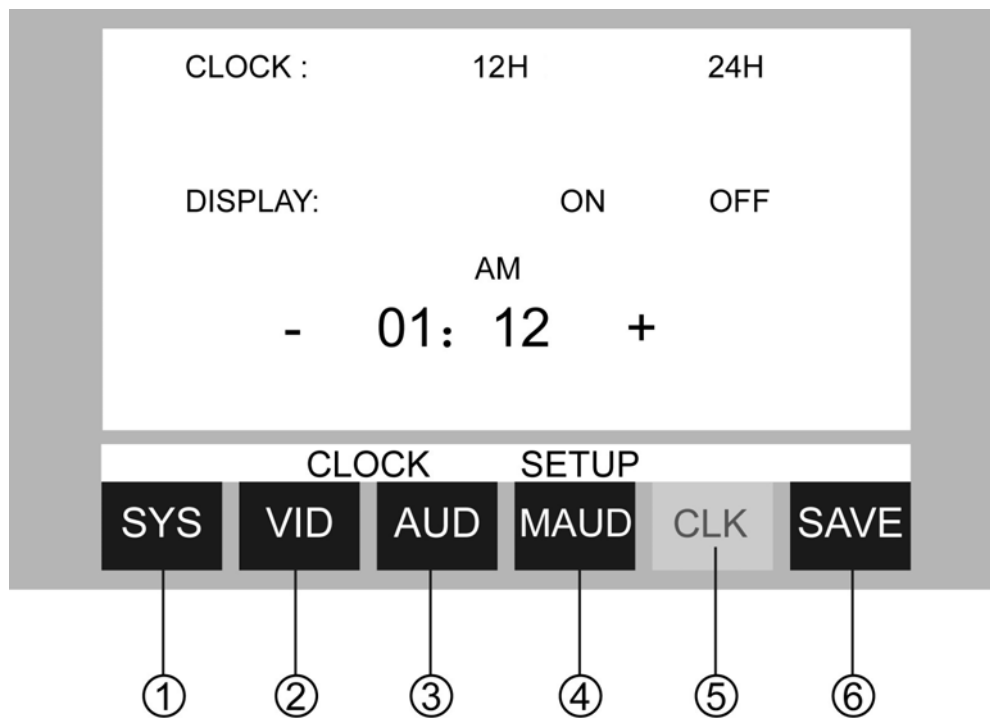 CLOCK : 12H 24H
DISPLAY: ON OFF
AM
- 01: 12 +
CLOCK SETUP
SYS VID AUD MAUD CLK SAVE
① ② ③ ④ ⑤ ⑥